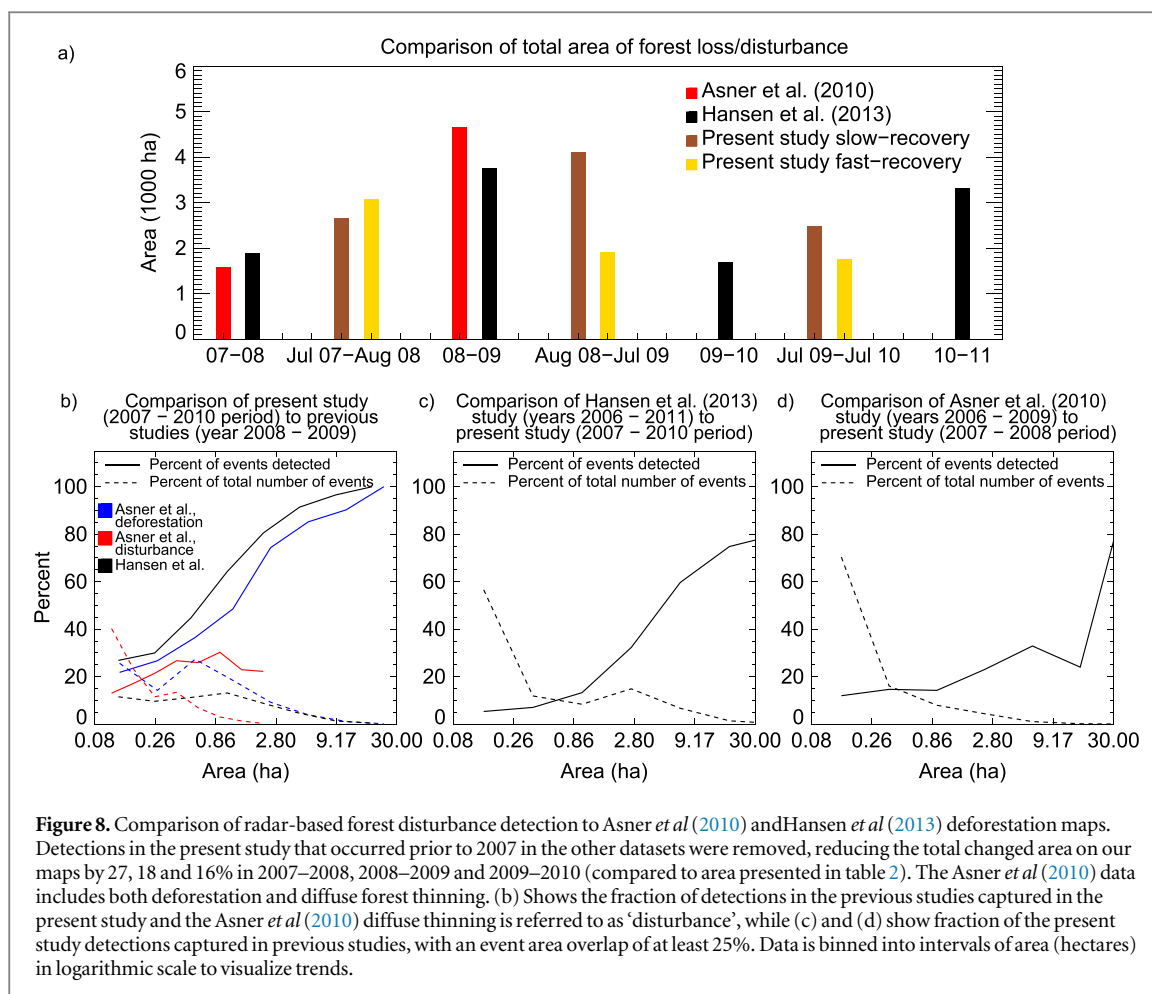 a)
Comparison of total area of forest loss/disturbance
Area (1000 ha)
6
5
4
3
2
1
0
Asner et al. (2010)
Hansen et al. (2013)
Present study slow−recovery
Present study fast−recovery
07−08 Jul 07−Aug 08 08−09 Aug 08−Jul 09 09−10 Jul 09−Jul 10 10−11
b)
Comparison of present study
(2007 − 2010 period) to previous
studies (year 2008 − 2009)
Percent of events detected
Percent of total number of events
Asner et al.,
deforestation
Asner et al.,
disturbance
Hansen et al.
Percent
100
80
60
40
20
0
0.08 0.26 0.86 2.80 9.17 30.00
Area (ha)
c)
Comparison of Hansen et al. (2013)
study (years 2006 − 2011) to
present study (2007 − 2010 period)
Percent of events detected
Percent of total number of events
100
80
60
40
20
0
0.08 0.26 0.86 2.80 9.17 30.00
Area (ha)
d)
Comparison of Asner et al. (2010)
study (years 2006 − 2009) to
present study (2007 − 2008 period)
Percent of events detected
Percent of total number of events
100
80
60
40
20
0
0.08 0.26 0.86 2.80 9.17 30.00
Area (ha)
Figure 8. Comparison of radar-based forest disturbance detection to Asner et al (2010) andHansen et al (2013) deforestation maps.
Detections in the present study that occurred prior to 2007 in the other datasets were removed, reducing the total changed area on our
maps by 27, 18 and 16% in 2007–2008, 2008–2009 and 2009–2010 (compared to area presented in table 2). The Asner et al (2010) data
includes both deforestation and diffuse forest thinning. (b) Shows the fraction of detections in the previous studies captured in the
present study and the Asner et al (2010) diffuse thinning is referred to as ‘disturbance’, while (c) and (d) show fraction of the present
study detections captured in previous studies, with an event area overlap of at least 25%. Data is binned into intervals of area (hectares)
in logarithmic scale to visualize trends.